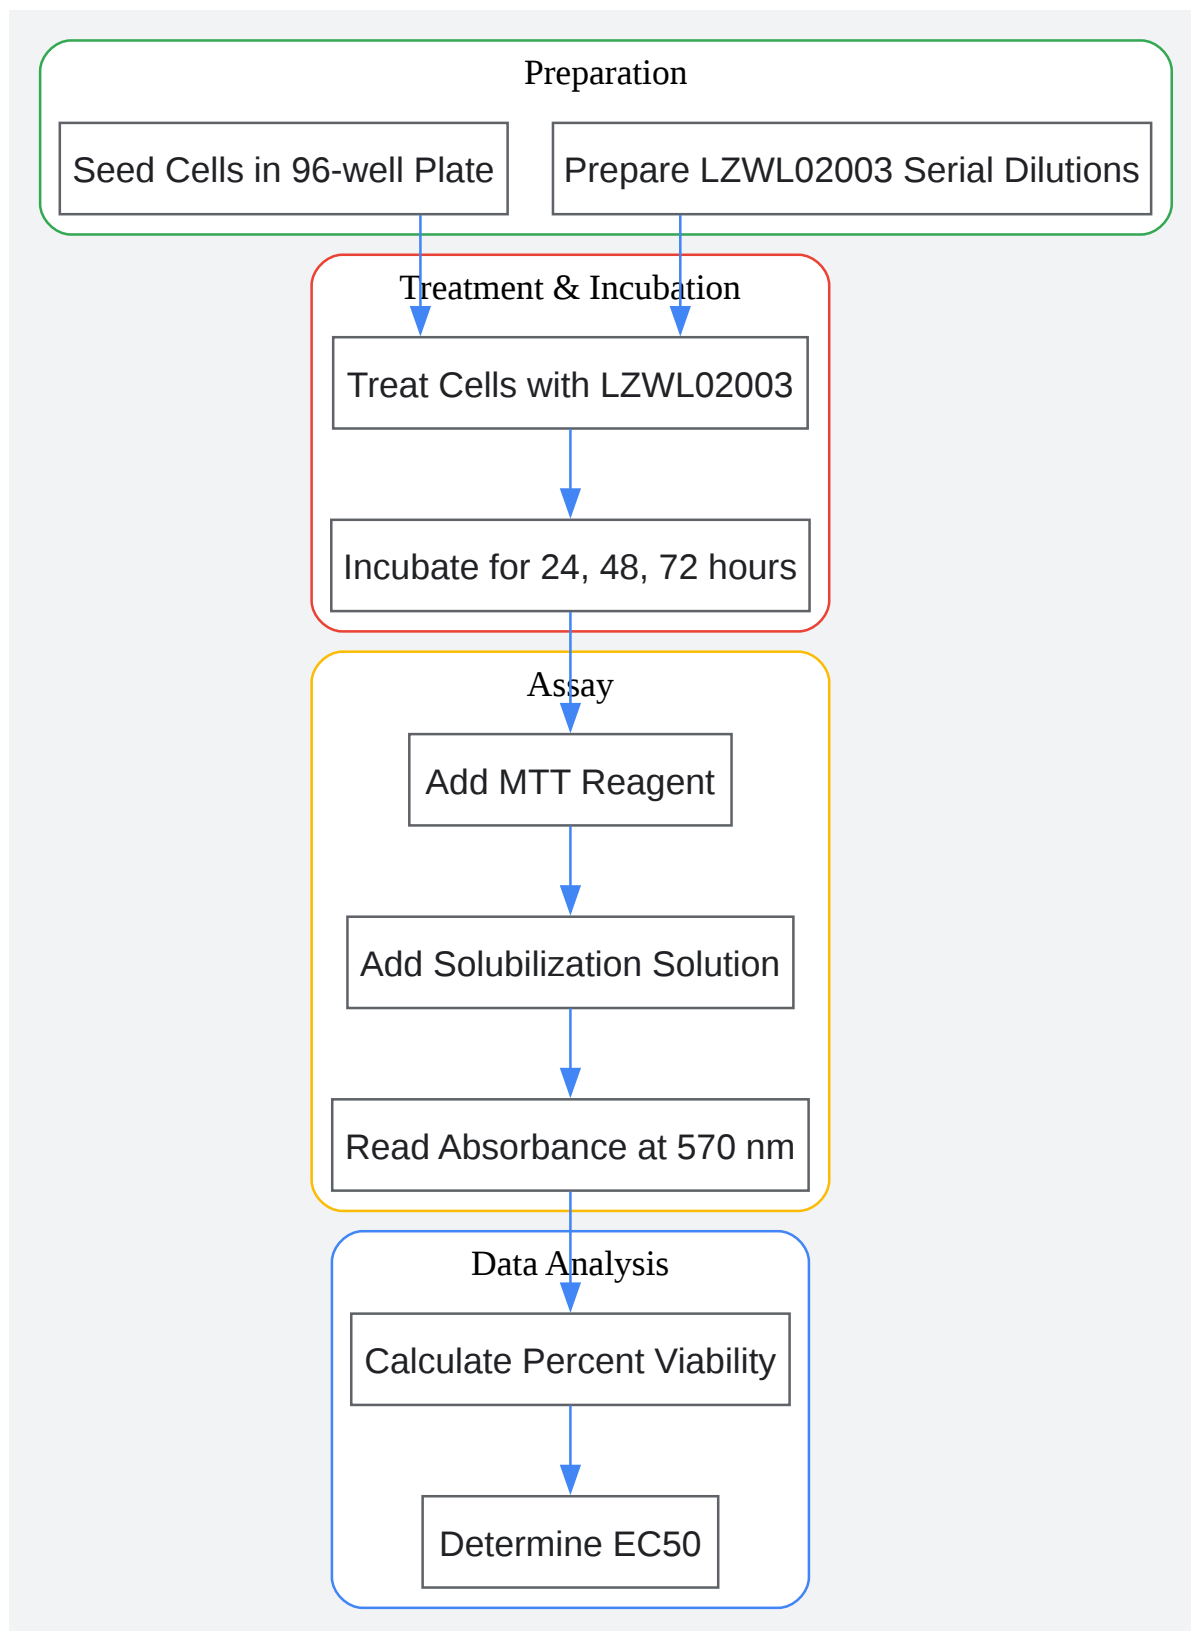 Preparation
Seed Cells in 96-well Plate
Prepare LZWL02003 Serial Dilutions
Treatment & Incubation
Treat Cells with LZWL02003
Incubate for 24, 48, 72 hours
Assay
Add MTT Reagent
Add Solubilization Solution
Read Absorbance at 570 nm
Data Analysis
Calculate Percent Viability
Determine EC50